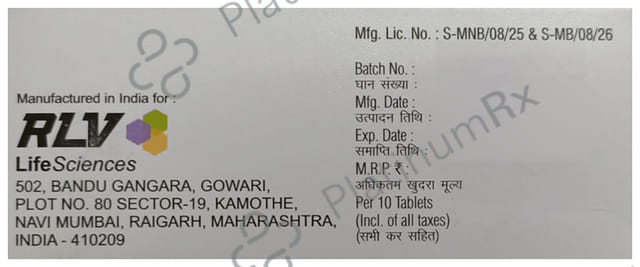 Mfg. Lic. No. : S-MNB/08/25 & S-MB/08/26
Batch No. :
घान संख्या :
Mfg. Date :
उत्पादन तिथि :
Exp. Date :
समाप्ति तिथि :
M.R.P ₹ :
अधिकतम खुदरा मूल्य
Per 10 Tablets
(Incl. of all taxes)
(सभी कर सहित)
Manufactured in India for :
RLV
LifeSciences
502, BANDU GANGARA, GOWARI,
PLOT NO. 80 SECTOR-19, KAMOTHE,
NAVI MUMBAI, RAIGARH, MAHARASHTRA,
INDIA - 410209
PlatinumRx